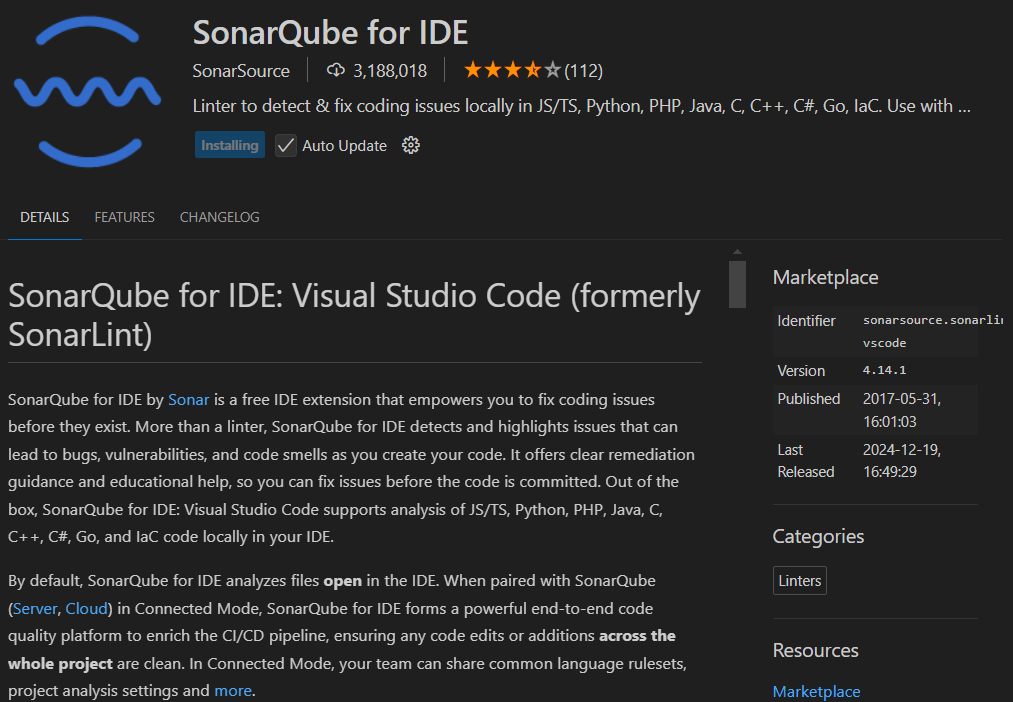 SonarQube for IDE
SonarSource 3,188,018 (112)
Linter to detect & fix coding issues locally in JS/TS, Python, PHP, Java, C, C++, C#, Go, IaC. Use with ...
Installing Auto Update
DETAILS FEATURES CHANGELOG
SonarQube for IDE: Visual Studio Code (formerly
SonarLint)
SonarQube for IDE by Sonar is a free IDE extension that empowers you to fix coding issues
before they exist. More than a linter, SonarQube for IDE detects and highlights issues that can
lead to bugs, vulnerabilities, and code smells as you create your code. It offers clear remediation
guidance and educational help, so you can fix issues before the code is committed. Out of the
box, SonarQube for IDE: Visual Studio Code supports analysis of JS/TS, Python, PHP, Java, C,
C++, C#, Go, and IaC code locally in your IDE.
By default, SonarQube for IDE analyzes files open in the IDE. When paired with SonarQube
(Server, Cloud) in Connected Mode, SonarQube for IDE forms a powerful end-to-end code
quality platform to enrich the CI/CD pipeline, ensuring any code edits or additions across the
whole project are clean. In Connected Mode, your team can share common language rulesets,
project analysis settings and more.
Marketplace
Identifier sonarsource.sonarlin
vscode
Version 4.14.1
Published 2017-05-31,
16:01:03
Last 2024-12-19,
Released 16:49:29
Categories
Linters
Resources
Marketplace